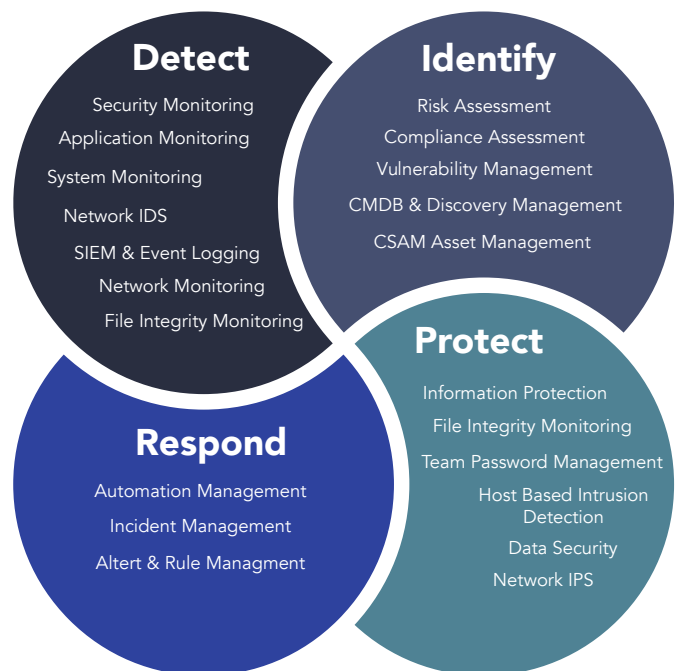 Detect
Security Monitoring
Application Monitoring
System Monitoring
Network IDS
SIEM & Event Logging
Network Monitoring
File Integrity Monitoring
Identify
Risk Assessment
Compliance Assessment
Vulnerability Management
CMDB & Discovery Management
CSAM Asset Management
Respond
Automation Management
Incident Management
Altert & Rule Managment
Protect
Information Protection
File Integrity Monitoring
Team Password Management
Host Based Intrusion
Detection
Data Security
Network IPS